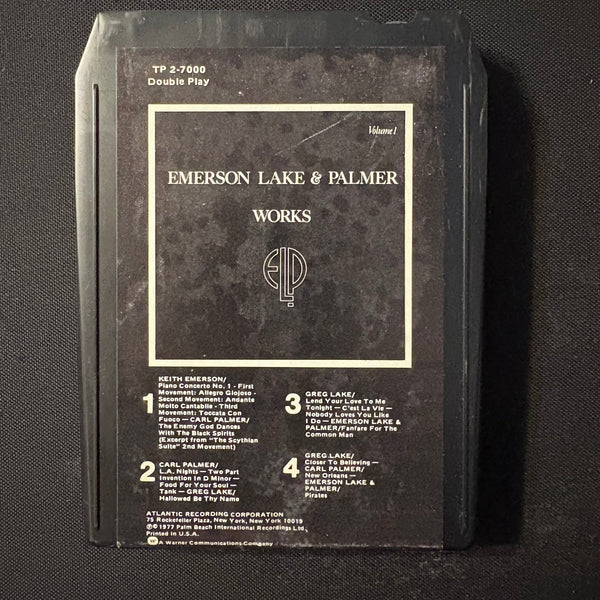 TP 2-7000
Double Play
Volume 1
EMERSON LAKE & PALMER
WORKS
ELP
1
KEITH EMERSON/
Piano Concerto No. 1 - First
Movement: Allegro Giojoso -
Second Movement: Andante
Molto Cantabile - Third
Movement: Toccata Con
Fuoco — CARL PALMER/
The Enemy God Dances
With The Black Spirits
(Excerpt from "The Scythian
Suite" 2nd Movement)
2
CARL PALMER/
L.A. Nights — Two Part
Invention In D Minor —
Food For Your Soul —
Tank — GREG LAKE/
Hallowed Be Thy Name
3
GREG LAKE/
Lend Your Love To Me
Tonight — C'est La Vie —
Nobody Loves You Like
I Do — EMERSON LAKE &
PALMER/Fanfare For The
Common Man
4
GREG LAKE/
Closer To Believing —
CARL PALMER/
New Orleans —
EMERSON LAKE &
PALMER/
Pirates
ATLANTIC RECORDING CORPORATION
75 Rockefeller Plaza, New York, New York 10019
℗© 1977 Palm Beach International Recordings Ltd.
Printed in U.S.A.
A Warner Communications Company